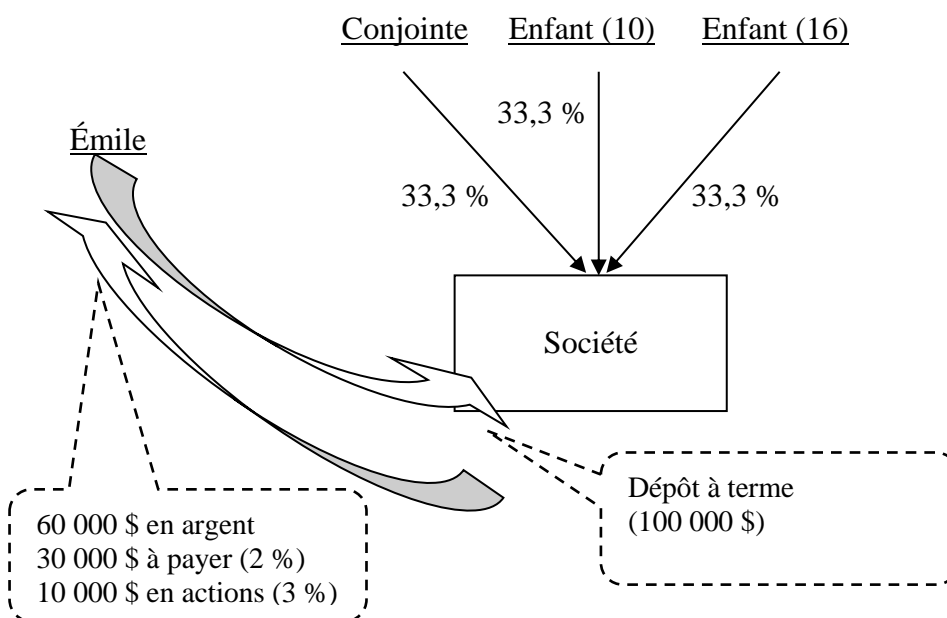 Conjointe Enfant (10) Enfant (16)
33,3 %
Émile
33,3 % 33,3 %
Société
Dépôt à terme
(100 000 $)
60 000 $ en argent
30 000 $ à payer (2 %)
10 000 $ en actions (3 %)